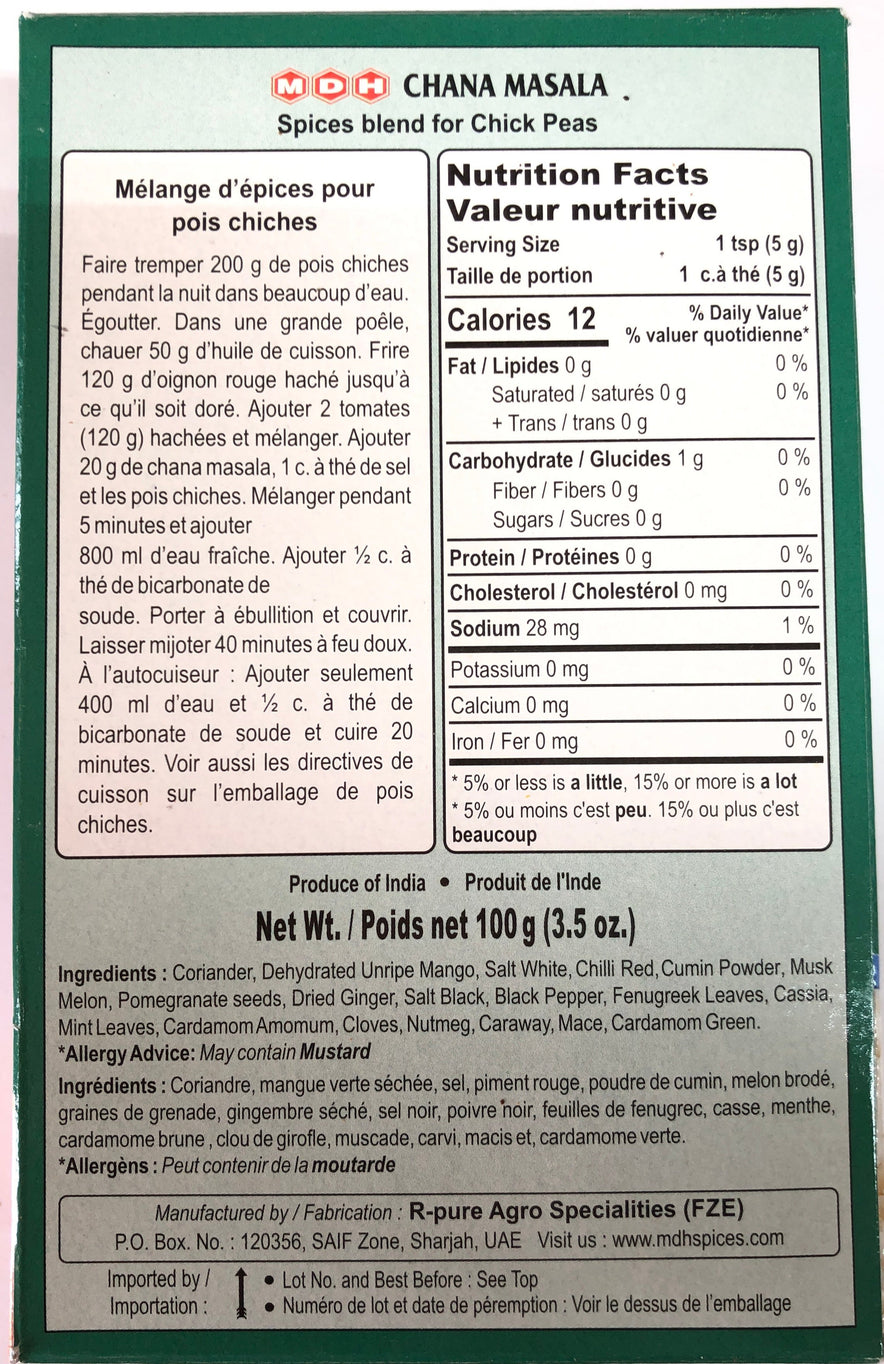 MDH CHANA MASALA
Spices blend for Chick Peas
Mélange d'épices pour
pois chiches
Faire tremper 200 g de pois chiches
pendant la nuit dans beaucoup d'eau.
Égoutter. Dans une grande poêle,
chauer 50 g d'huile de cuisson. Frire
120 g d'oignon rouge haché jusqu'à
ce qu'il soit doré. Ajouter 2 tomates
(120 g) hachées et mélanger. Ajouter
20 g de chana masala, 1 c. à thé de sel
et les pois chiches. Mélanger pendant
5 minutes et ajouter
800 ml d'eau fraîche. Ajouter ½ c. à
thé de bicarbonate de
soude. Porter à ébullition et couvrir.
Laisser mijoter 40 minutes à feu doux.
À l'autocuiseur : Ajouter seulement
400 ml d'eau et ½ c. à thé de
bicarbonate de soude et cuire 20
minutes. Voir aussi les directives de
cuisson sur l'emballage de pois
chiches.
Nutrition Facts
Valeur nutritive
Serving Size 1 tsp (5 g)
Taille de portion 1 c.à thé (5 g)
Calories 12 % Daily Value*
% valuer quotidienne*
Fat / Lipides 0 g 0 %
Saturated / saturés 0 g 0 %
+ Trans / trans 0 g
Carbohydrate / Glucides 1 g 0 %
Fiber / Fibers 0 g 0 %
Sugars / Sucres 0 g
Protein / Protéines 0 g 0 %
Cholesterol / Cholestérol 0 mg 0 %
Sodium 28 mg 1 %
Potassium 0 mg 0 %
Calcium 0 mg 0 %
Iron / Fer 0 mg 0 %
* 5% or less is a little, 15% or more is a lot
* 5% ou moins c'est peu. 15% ou plus c'est
beaucoup
Produce of India • Produit de l'Inde
Net Wt. / Poids net 100 g (3.5 oz.)
Ingredients : Coriander, Dehydrated Unripe Mango, Salt White, Chilli Red, Cumin Powder, Musk
Melon, Pomegranate seeds, Dried Ginger, Salt Black, Black Pepper, Fenugreek Leaves, Cassia,
Mint Leaves, Cardamom Amomum, Cloves, Nutmeg, Caraway, Mace, Cardamom Green.
*Allergy Advice: May contain Mustard
Ingrédients : Coriandre, mangue verte séchée, sel, piment rouge, poudre de cumin, melon brodé,
graines de grenade, gingembre séché, sel noir, poivre noir, feuilles de fenugrec, casse, menthe,
cardamome brune , clou de girofle, muscade, carvi, macis et, cardamome verte.
*Allergèns : Peut contenir de la moutarde
Manufactured by / Fabrication : R-pure Agro Specialities (FZE)
P.O. Box. No. : 120356, SAIF Zone, Sharjah, UAE Visit us : www.mdhspices.com
Imported by /
Importation :
• Lot No. and Best Before : See Top
• Numéro de lot et date de péremption : Voir le dessus de l'emballage